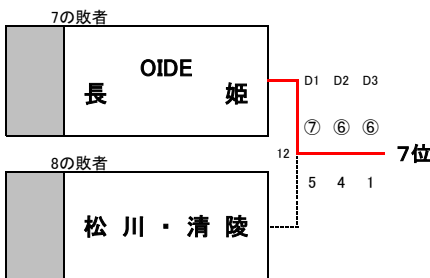 7の敗者
OIDE
長 姫
D1 D2 D3
⑦ ⑥ ⑥
12
7位
8の敗者
5 4 1
松 川 ・ 清 陵